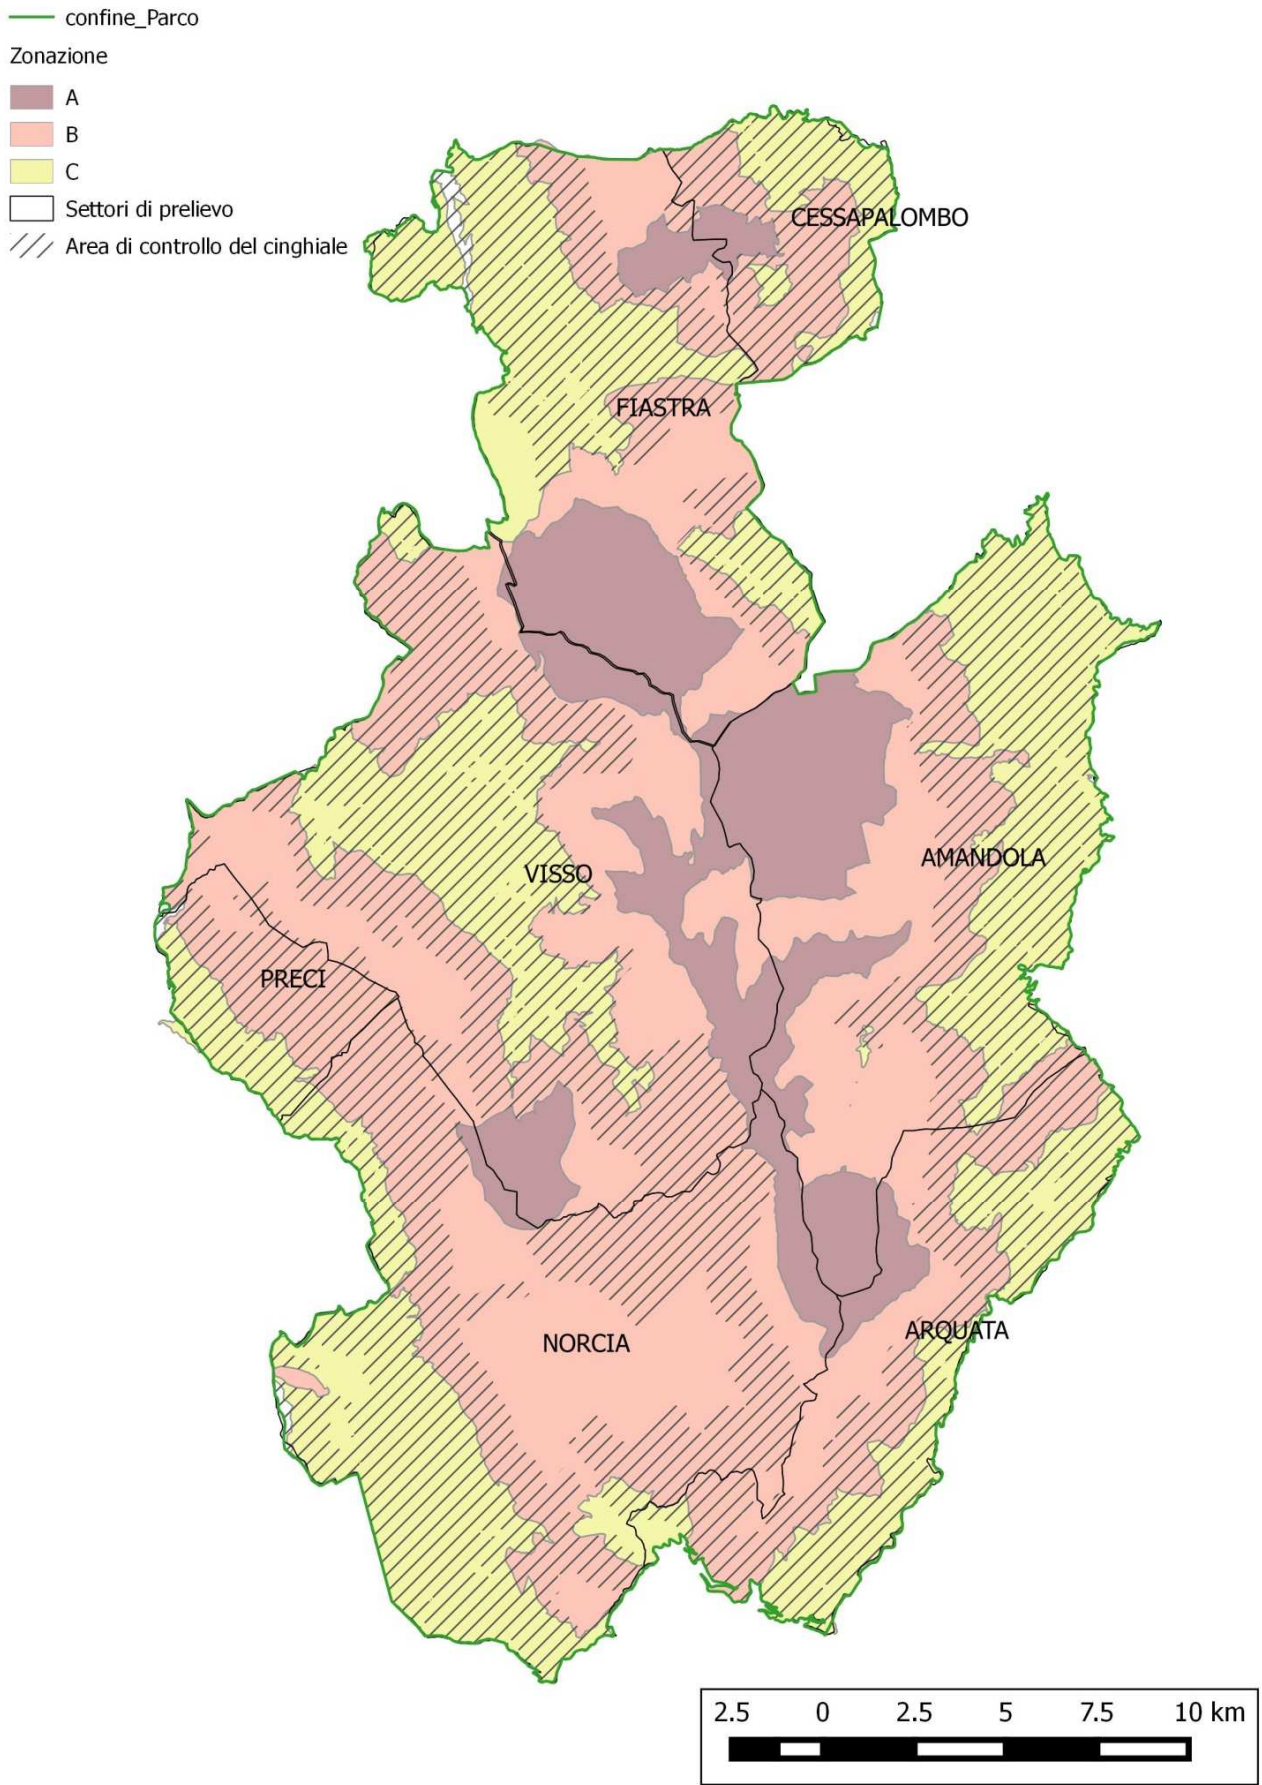 confine_Parco
Zonazione
A
B
C
Settori di prelievo
Area di controllo del cinghiale
CESSAPALOMBO
FIASTRA
AMANDOLA
VISSO
PRECI
ARQUATA
NORCIA
2.5 0 2.5 5 7.5 10 km